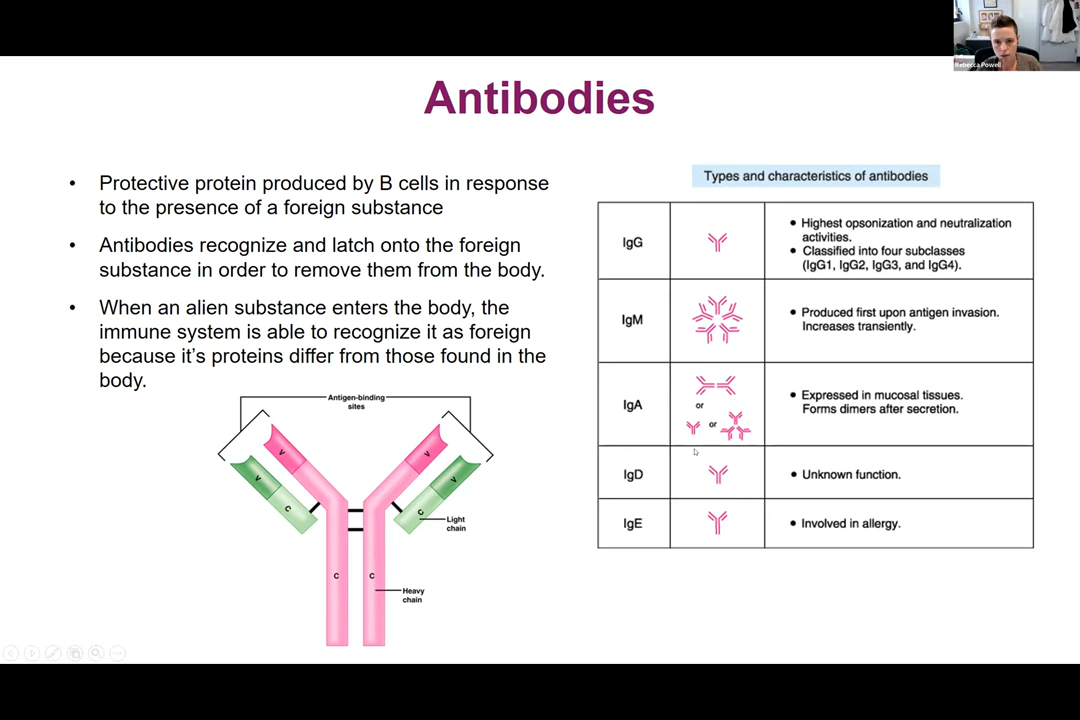 Rebecca Powell
Antibodies
• Protective protein produced by B cells in response
to the presence of a foreign substance
• Antibodies recognize and latch onto the foreign
substance in order to remove them from the body.
• When an alien substance enters the body, the
immune system is able to recognize it as foreign
because it's proteins differ from those found in the
body.
Antigen-binding
sites
V
V
V
V
C
C
Light
chain
C
C
Heavy
chain
Types and characteristics of antibodies
IgG
• Highest opsonization and neutralization
activities.
• Classified into four subclasses
(IgG1, IgG2, IgG3, and IgG4).
IgM
• Produced first upon antigen invasion.
Increases transiently.
IgA
or
or
• Expressed in mucosal tissues.
Forms dimers after secretion.
IgD
• Unknown function.
IgE
• Involved in allergy.